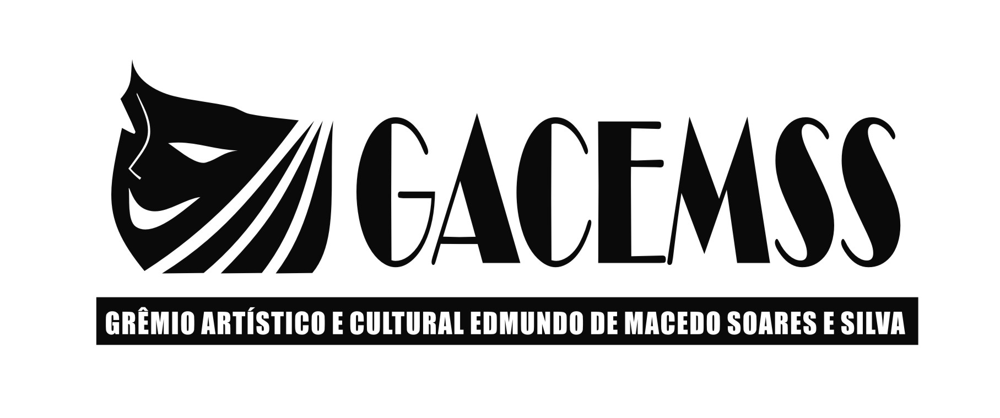 GACEMSS
GRÊMIO ARTÍSTICO E CULTURAL EDMUNDO DE MACEDO SOARES E SILVA